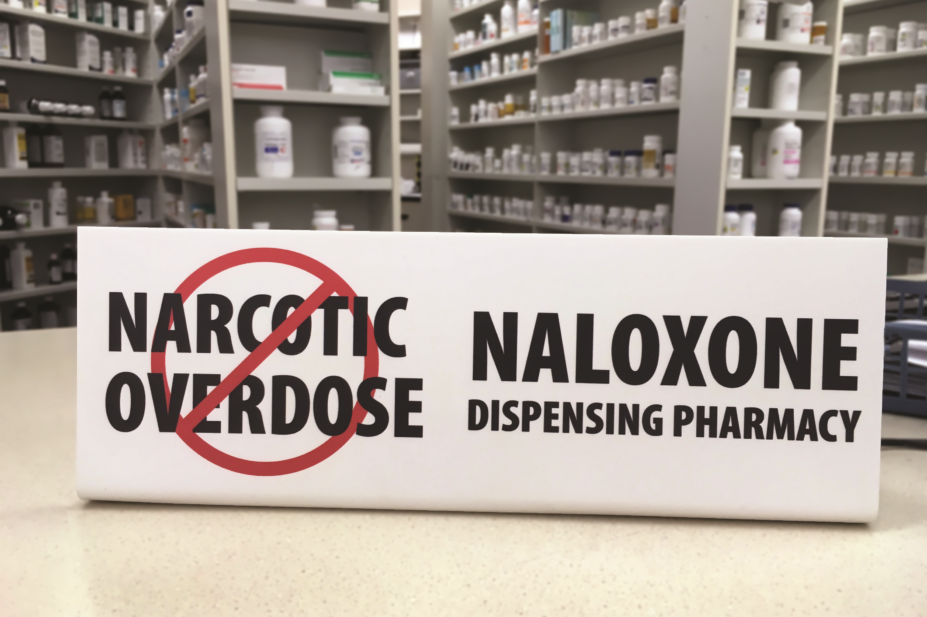 NARCOTIC
OVERDOSE
NALOXONE
DISPENSING PHARMACY